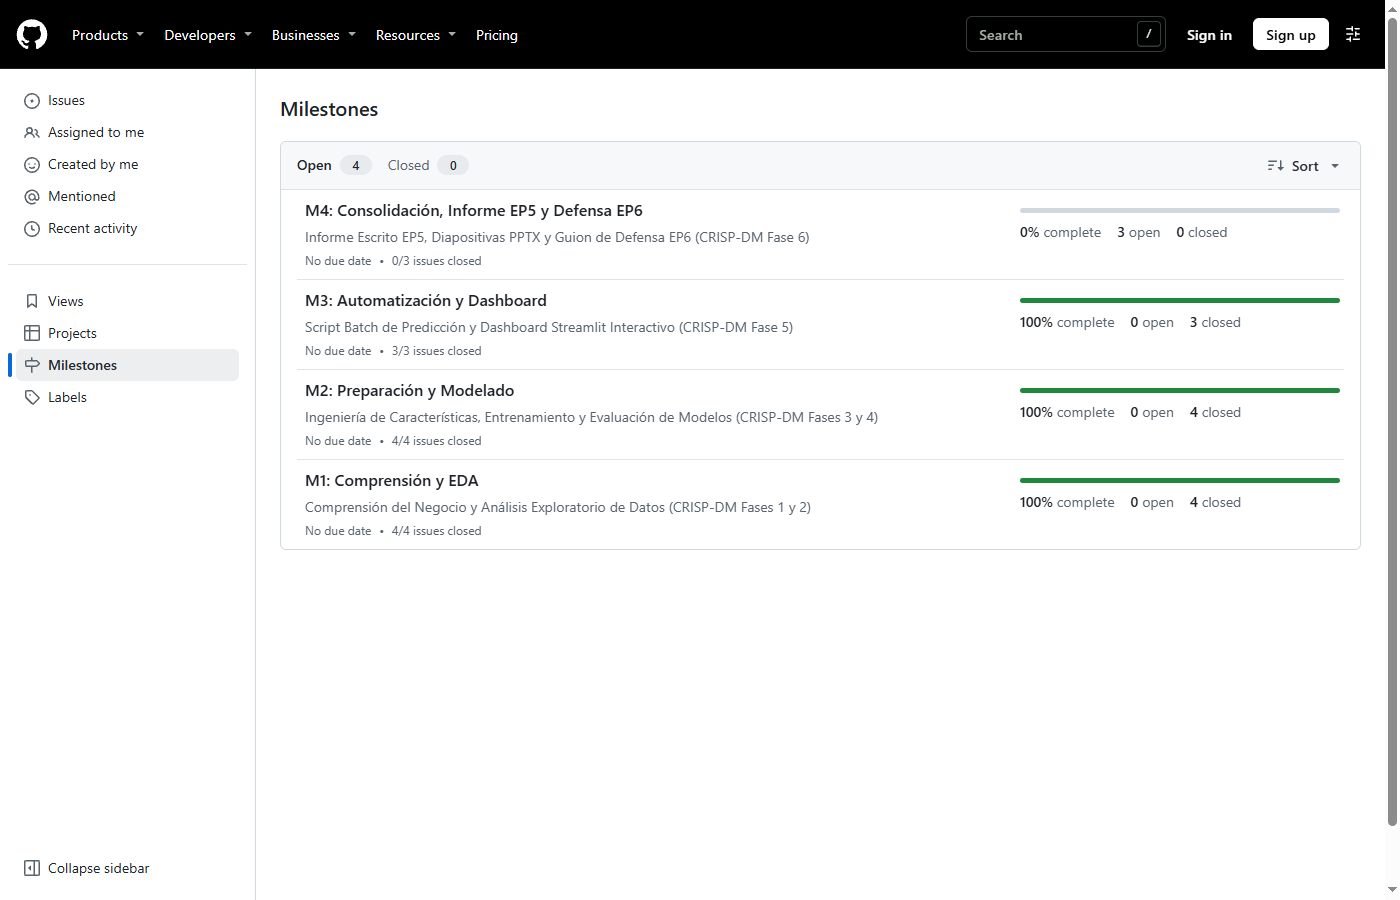 Products Developers Businesses Resources Pricing Search / Sign in Sign up
Issues
Assigned to me
Created by me
Mentioned
Recent activity
Views
Projects
Milestones
Labels
Collapse sidebar
Milestones
Open 4 Closed 0 Sort
M4: Consolidación, Informe EP5 y Defensa EP6
Informe Escrito EP5, Diapositivas PPTX y Guion de Defensa EP6 (CRISP-DM Fase 6)
No due date • 0/3 issues closed
0% complete 3 open 0 closed
M3: Automatización y Dashboard
Script Batch de Predicción y Dashboard Streamlit Interactivo (CRISP-DM Fase 5)
No due date • 3/3 issues closed
100% complete 0 open 3 closed
M2: Preparación y Modelado
Ingeniería de Características, Entrenamiento y Evaluación de Modelos (CRISP-DM Fases 3 y 4)
No due date • 4/4 issues closed
100% complete 0 open 4 closed
M1: Comprensión y EDA
Comprensión del Negocio y Análisis Exploratorio de Datos (CRISP-DM Fases 1 y 2)
No due date • 4/4 issues closed
100% complete 0 open 4 closed